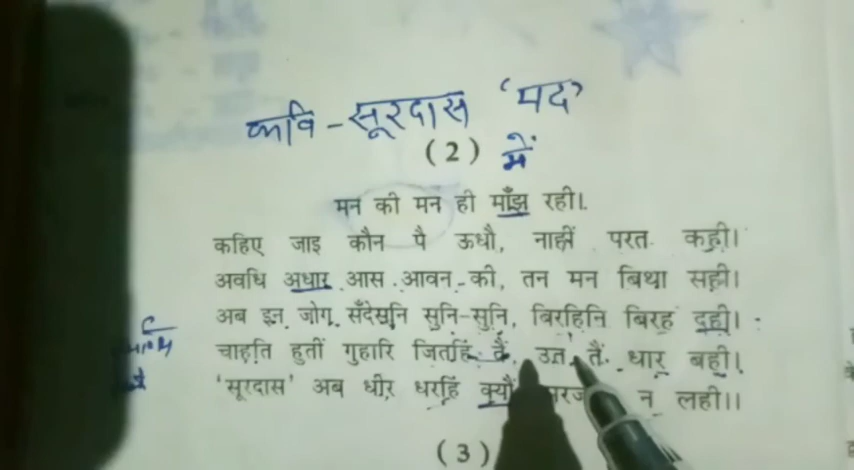 कवि - सूरदास 'पद'
(2) में
मन की मन ही माँझ रही।
कहिए जाइ कौन पै ऊधौ, नाहीं परत कही।
अवधि अधार आस आवन की, तन मन बिथा सही।
अब इन जोग सँदेसनि सुनि-सुनि, बिरहिनि बिरह दही।
चाहति हुतीं गुहारि जितहिं तैं, उत तैं धार बही।
'सूरदास' अब धीर धरहिं क्यौं न लही।।
(3)